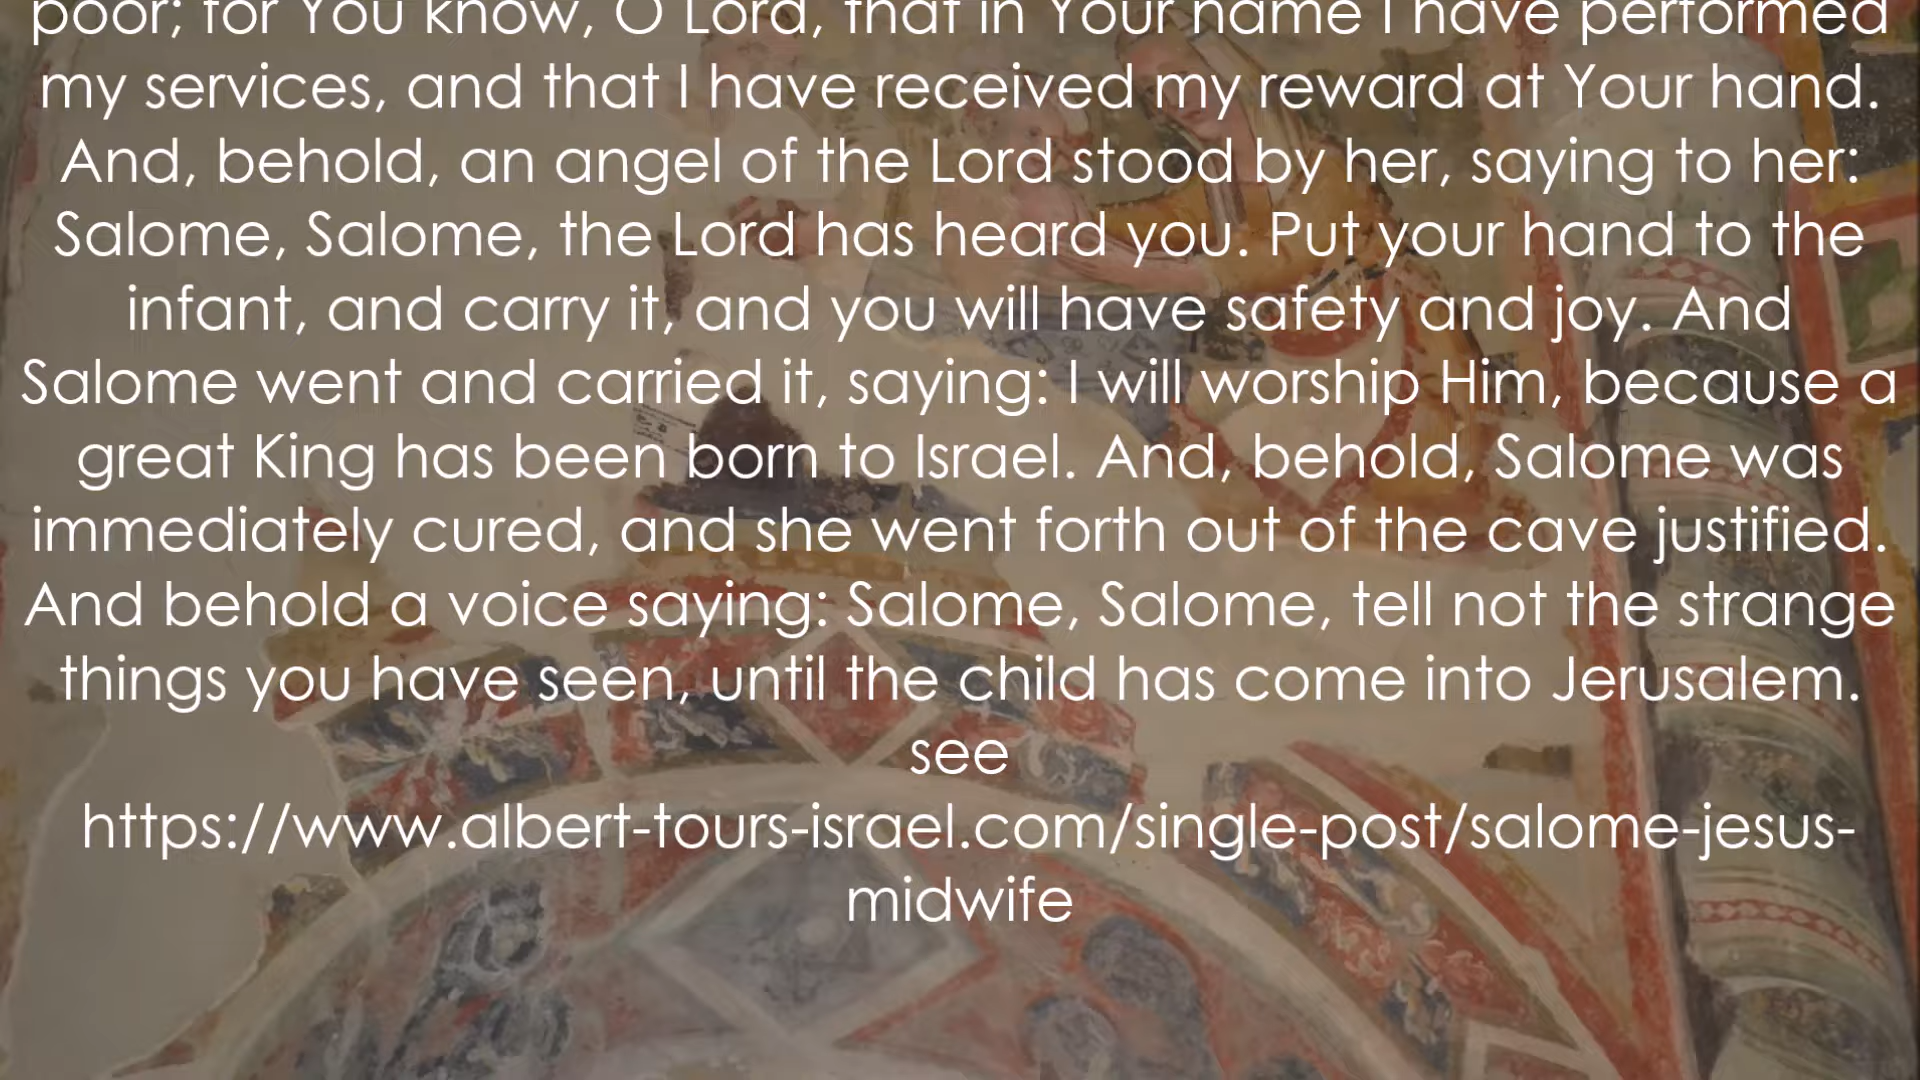 poor; for You know, O Lord, that in Your name I have performed
my services, and that I have received my reward at Your hand.
And, behold, an angel of the Lord stood by her, saying to her:
Salome, Salome, the Lord has heard you. Put your hand to the
infant, and carry it, and you will have safety and joy. And
Salome went and carried it, saying: I will worship Him, because a
great King has been born to Israel. And, behold, Salome was
immediately cured, and she went forth out of the cave justified.
And behold a voice saying: Salome, Salome, tell not the strange
things you have seen, until the child has come into Jerusalem.
see
https://www.albert-tours-israel.com/single-post/salome-jesus-
midwife